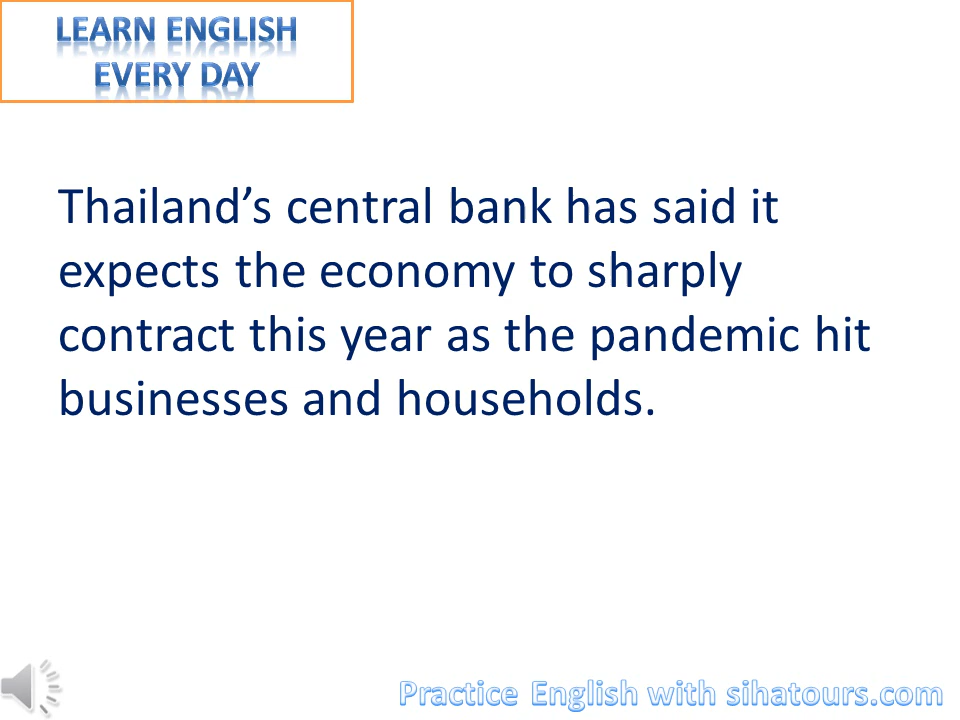 LEARN ENGLISH
EVERY DAY
Thailand’s central bank has said it
expects the economy to sharply
contract this year as the pandemic hit
businesses and households.
Practice English with sihatours.com